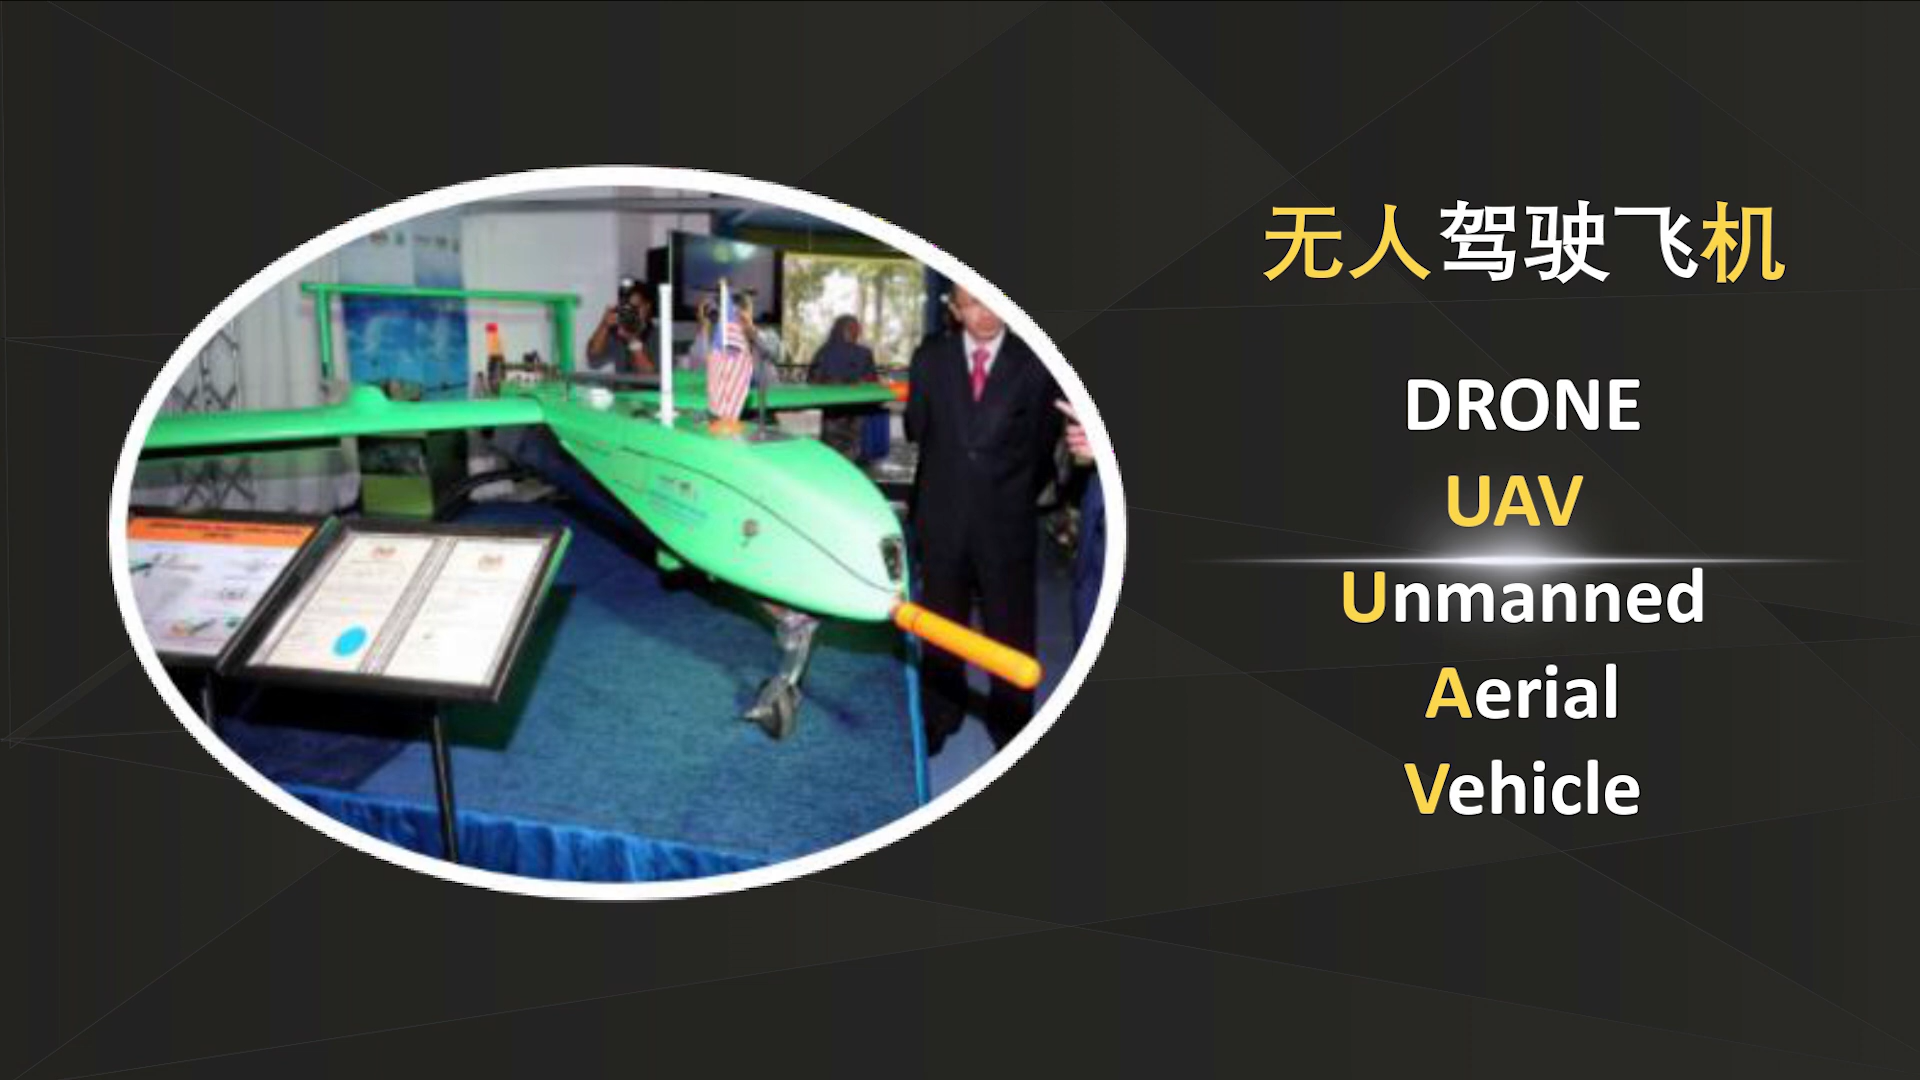 无人驾驶飞机
DRONE
UAV
Unmanned
Aerial
Vehicle